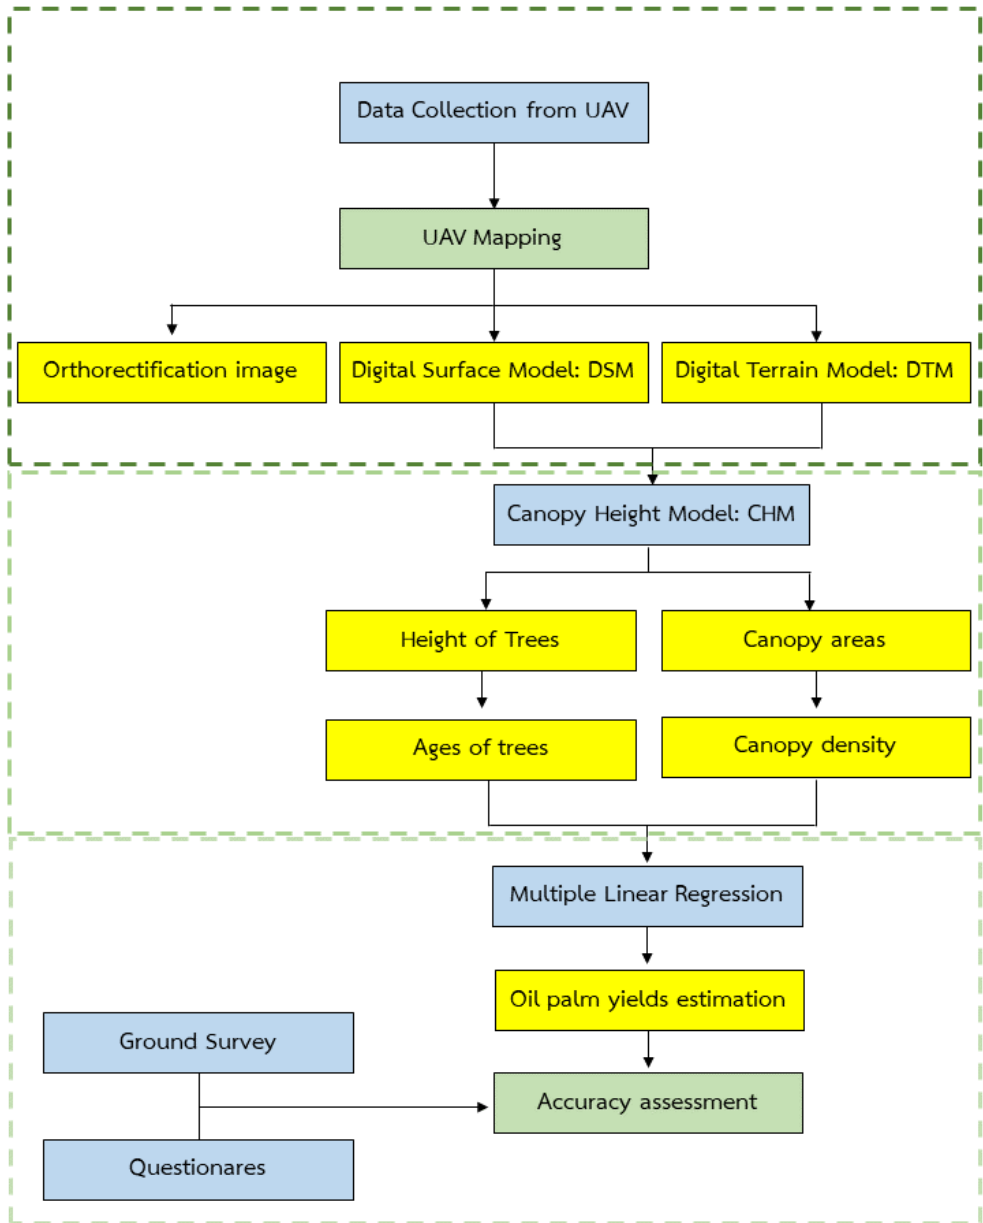 Data Collection from UAV
UAV Mapping
Orthorectification image
Digital Surface Model: DSM
Digital Terrain Model: DTM
Canopy Height Model: CHM
Height of Trees
Canopy areas
Ages of trees
Canopy density
Multiple Linear Regression
Oil palm yields estimation
Ground Survey
Accuracy assessment
Questionares